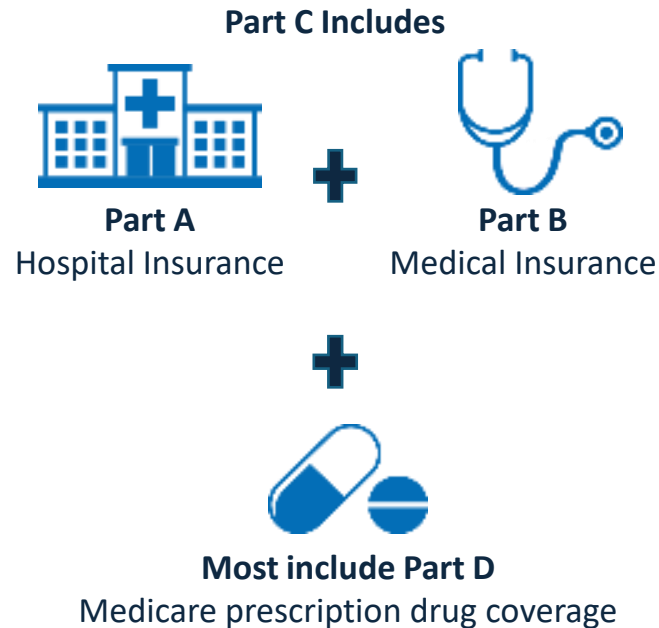 Part C Includes
Part A
Hospital Insurance
Part B
Medical Insurance
Most include Part D
Medicare prescription drug coverage